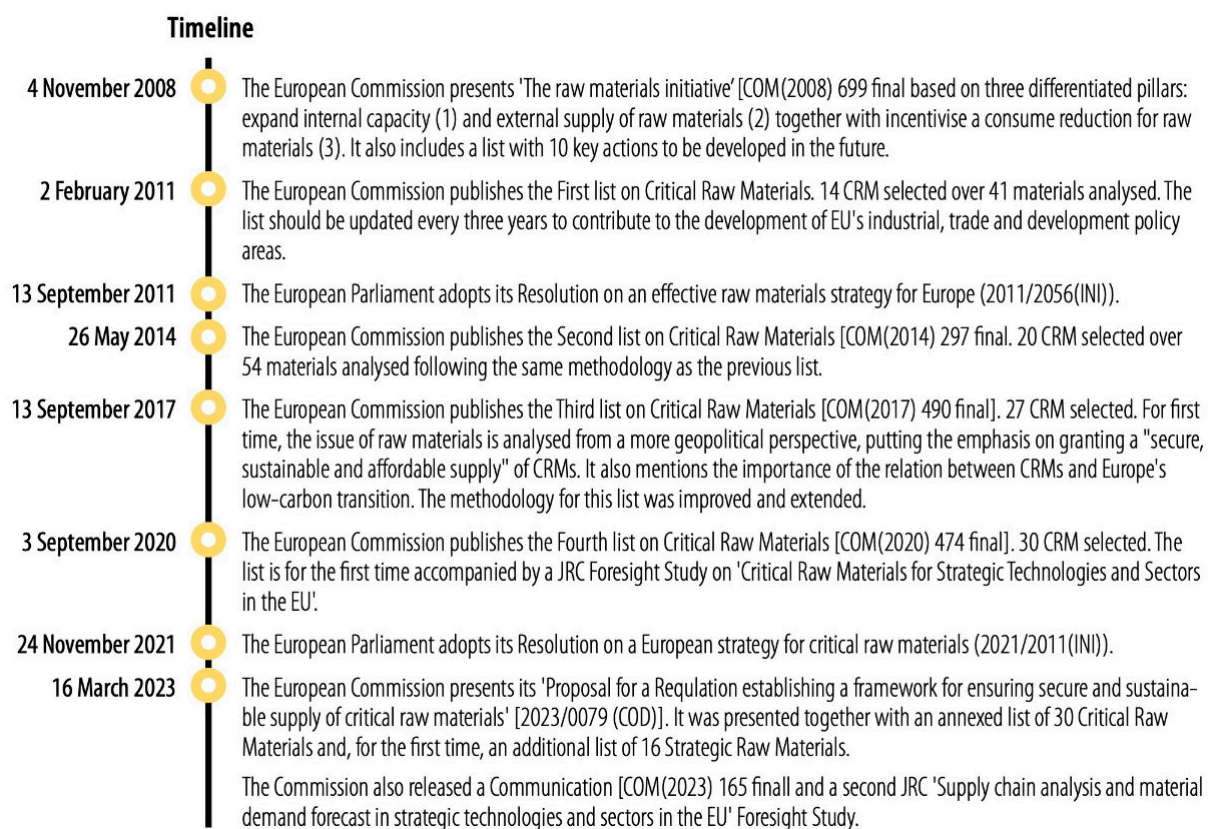 Timeline
4 November 2008
The European Commission presents 'The raw materials initiative’ [COM(2008) 699 final based on three differentiated pillars:
expand internal capacity (1) and external supply of raw materials (2) together with incentivise a consume reduction for raw
materials (3). It also includes a list with 10 key actions to be developed in the future.
2 February 2011
The European Commission publishes the First list on Critical Raw Materials. 14 CRM selected over 41 materials analysed. The
list should be updated every three years to contribute to the development of EU's industrial, trade and development policy
areas.
13 September 2011
The European Parliament adopts its Resolution on an effective raw materials strategy for Europe (2011/2056(INI)).
26 May 2014
The European Commission publishes the Second list on Critical Raw Materials [COM(2014) 297 final. 20 CRM selected over
54 materials analysed following the same methodology as the previous list.
13 September 2017
The European Commission publishes the Third list on Critical Raw Materials [COM(2017) 490 final]. 27 CRM selected. For first
time, the issue of raw materials is analysed from a more geopolitical perspective, putting the emphasis on granting a "secure,
sustainable and affordable supply" of CRMs. It also mentions the importance of the relation between CRMs and Europe's
low-carbon transition. The methodology for this list was improved and extended.
3 September 2020
The European Commission publishes the Fourth list on Critical Raw Materials [COM(2020) 474 final]. 30 CRM selected. The
list is for the first time accompanied by a JRC Foresight Study on 'Critical Raw Materials for Strategic Technologies and Sectors
in the EU'.
24 November 2021
The European Parliament adopts its Resolution on a European strategy for critical raw materials (2021/2011(INI)).
16 March 2023
The European Commission presents its 'Proposal for a Requlation establishing a framework for ensuring secure and sustaina-
ble supply of critical raw materials' [2023/0079 (COD)]. It was presented together with an annexed list of 30 Critical Raw
Materials and, for the first time, an additional list of 16 Strategic Raw Materials.
The Commission also released a Communication [COM(2023) 165 finall and a second JRC 'Supply chain analysis and material
demand forecast in strategic technologies and sectors in the EU' Foresight Study.